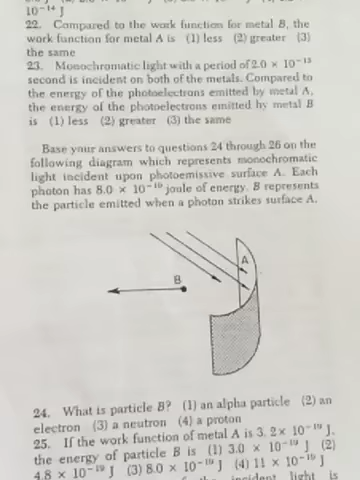 10⁻¹⁴ J
22. Compared to the work function for metal B, the
work function for metal A is (1) less (2) greater (3)
the same
23. Monochromatic light with a period of 2.0 × 10⁻¹⁵
second is incident on both of the metals. Compared to
the energy of the photoelectrons emitted by metal A,
the energy of the photoelectrons emitted by metal B
is (1) less (2) greater (3) the same
Base your answers to questions 24 through 26 on the
following diagram which represents monochromatic
light incident upon photoemissive surface A. Each
photon has 8.0 × 10⁻¹⁹ joule of energy. B represents
the particle emitted when a photon strikes surface A.
A
B
24. What is particle B? (1) an alpha particle (2) an
electron (3) a neutron (4) a proton
25. If the work function of metal A is 3.2× 10⁻¹⁹ J,
the energy of particle B is (1) 3.0 × 10⁻¹⁹ J (2)
4.8 × 10⁻¹⁹ J (3) 8.0 × 10⁻¹⁹ J (4) 11 × 10⁻¹⁹ J
incident light is